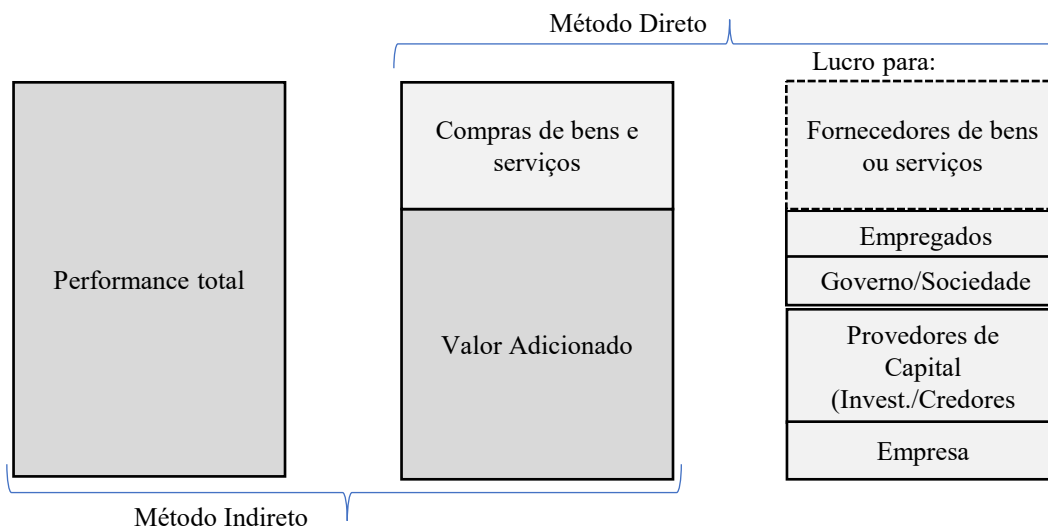 Método Direto
Lucro para:
Compras de bens e
serviços
Fornecedores de bens
ou serviços
Performance total
Valor Adicionado
Empregados
Governo/Sociedade
Provedores de
Capital
(Invest./Credores
Empresa
Método Indireto